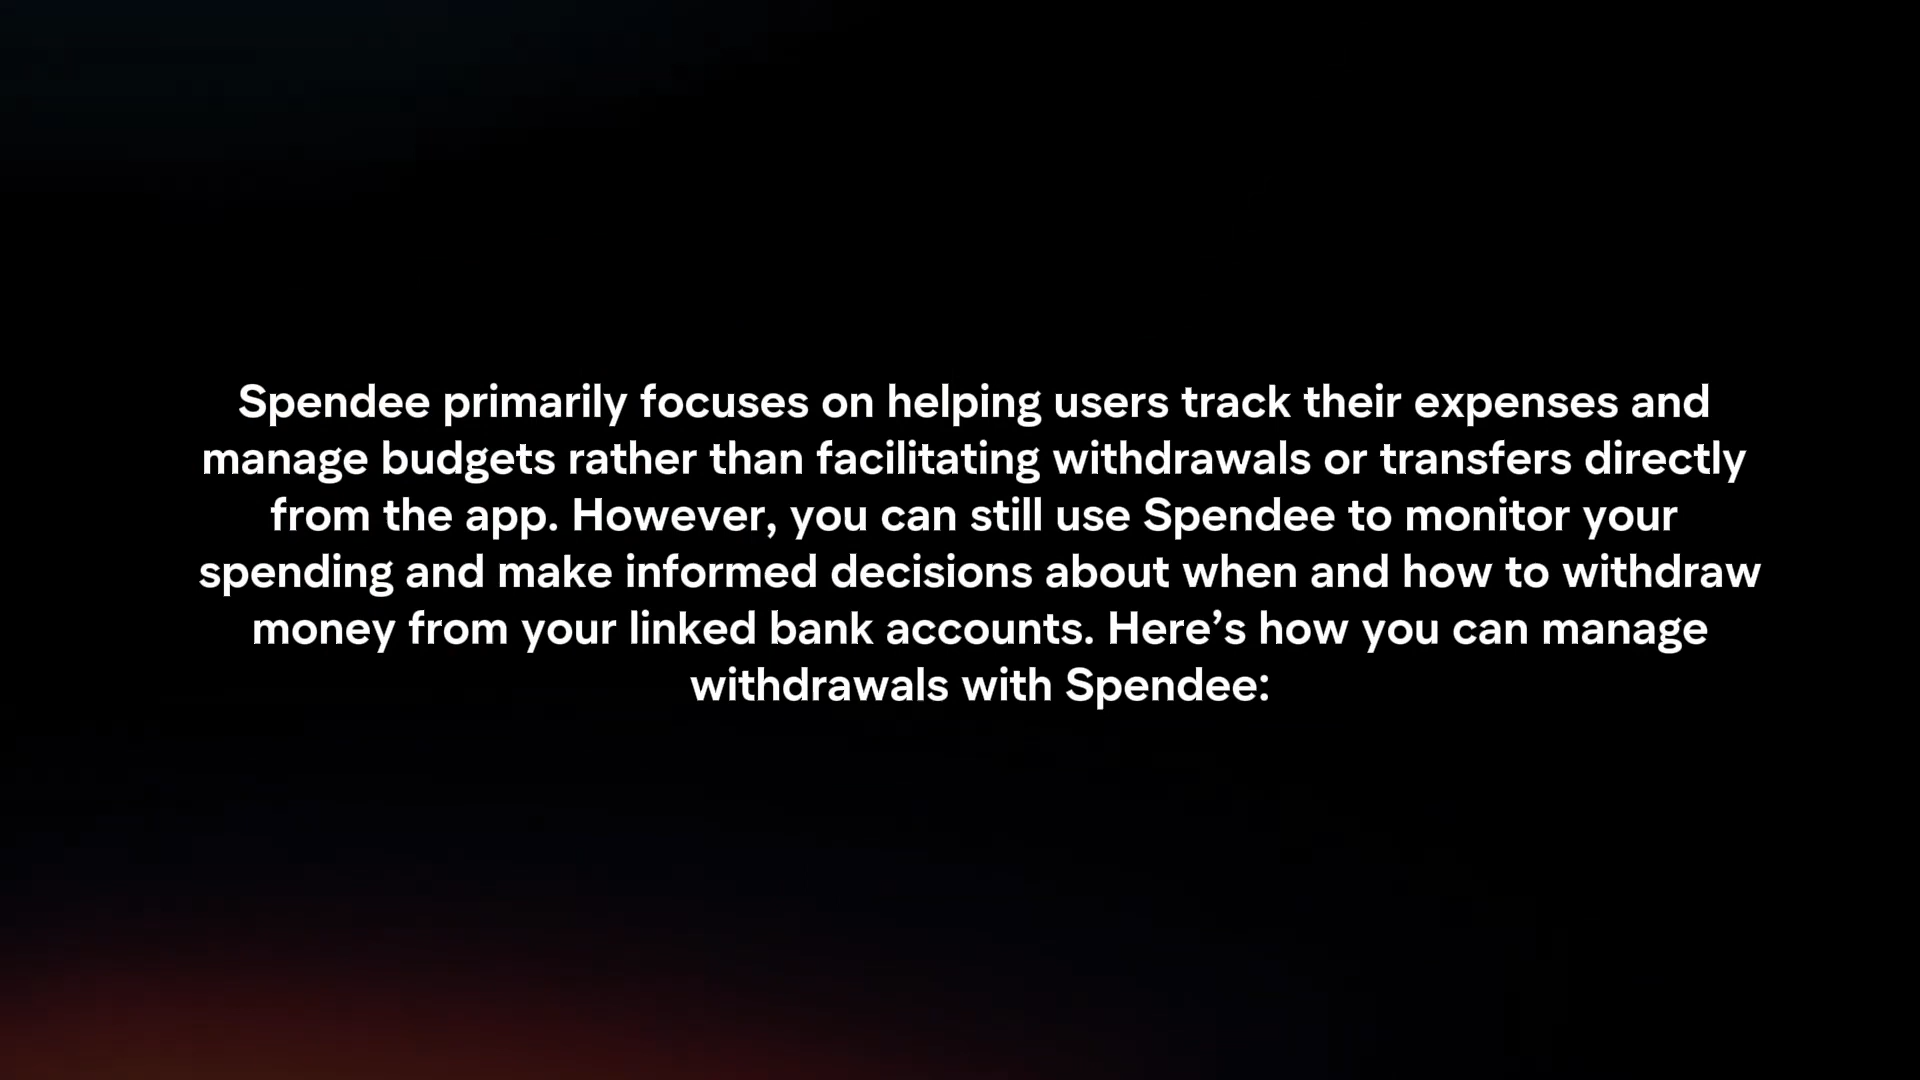 Spendee primarily focuses on helping users track their expenses and
manage budgets rather than facilitating withdrawals or transfers directly
from the app. However, you can still use Spendee to monitor your
spending and make informed decisions about when and how to withdraw
money from your linked bank accounts. Here’s how you can manage
withdrawals with Spendee: